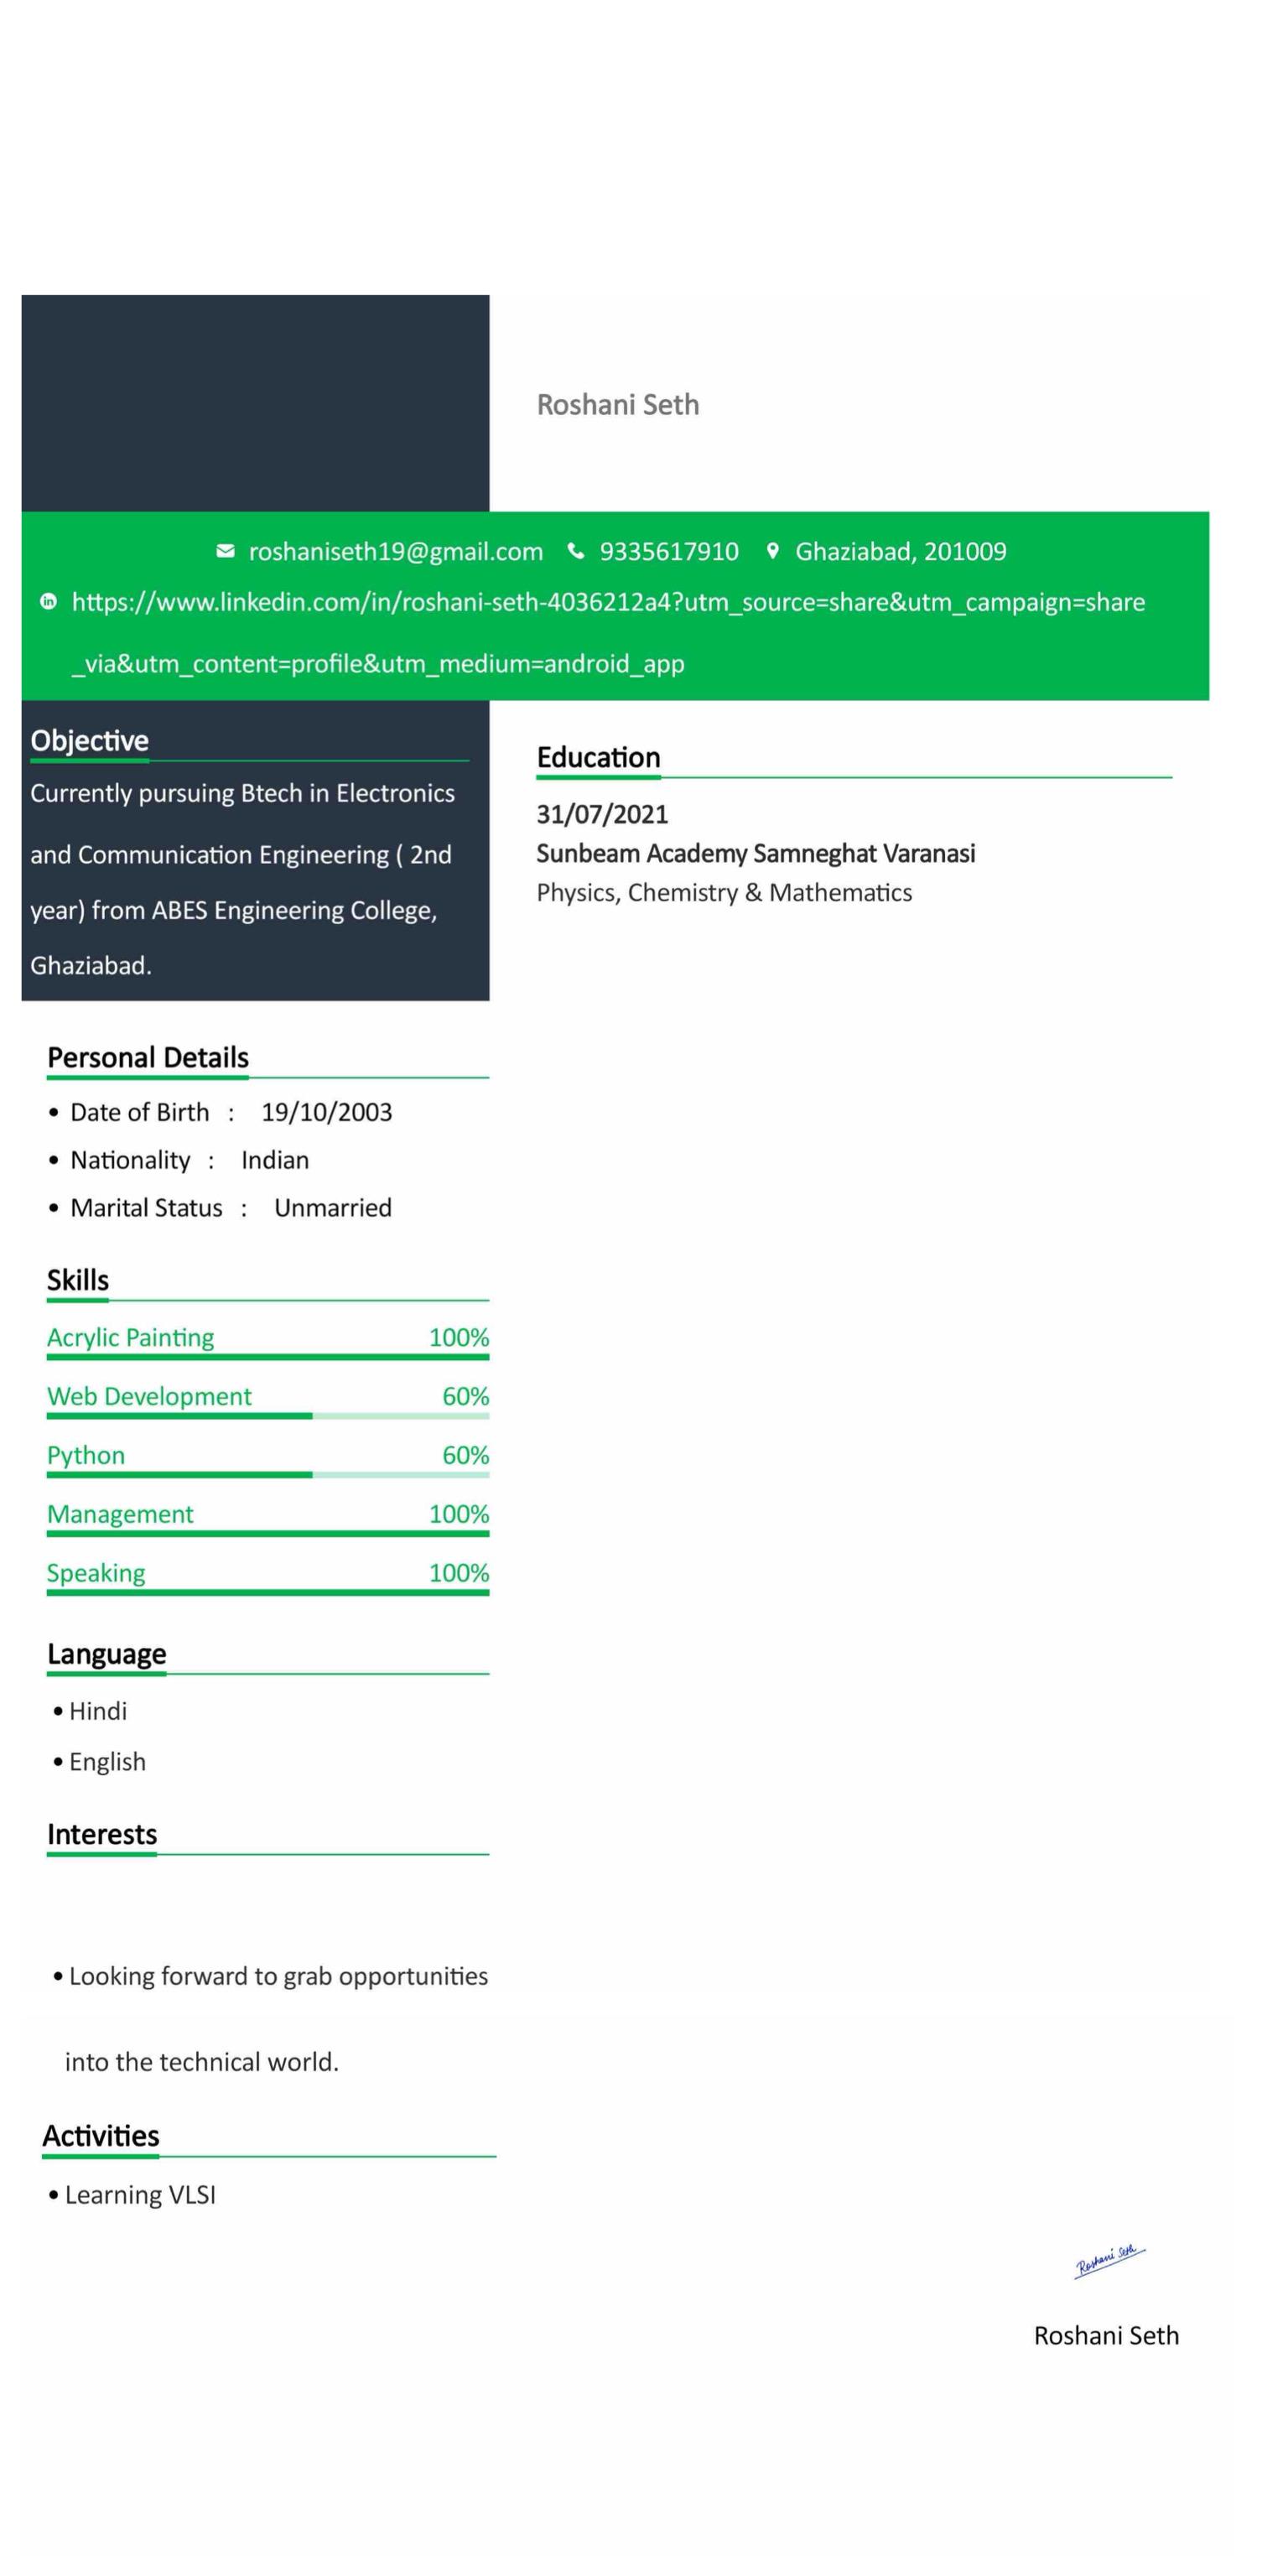 Roshani Seth
roshaniseth19@gmail.com 9335617910 Ghaziabad, 201009
https://www.linkedin.com/in/roshani-seth-4036212a4?utm_source=share&utm_campaign=share
_via&utm_content=profile&utm_medium=android_app
Objective
Currently pursuing Btech in Electronics
and Communication Engineering ( 2nd
year) from ABES Engineering College,
Ghaziabad.
Education
31/07/2021
Sunbeam Academy Samneghat Varanasi
Physics, Chemistry & Mathematics
Personal Details
• Date of Birth : 19/10/2003
• Nationality : Indian
• Marital Status : Unmarried
Skills
Acrylic Painting 100%
Web Development 60%
Python 60%
Management 100%
Speaking 100%
Language
• Hindi
• English
Interests
• Looking forward to grab opportunities
into the technical world.
Activities
• Learning VLSI
Roshani Seth
Roshani Seth